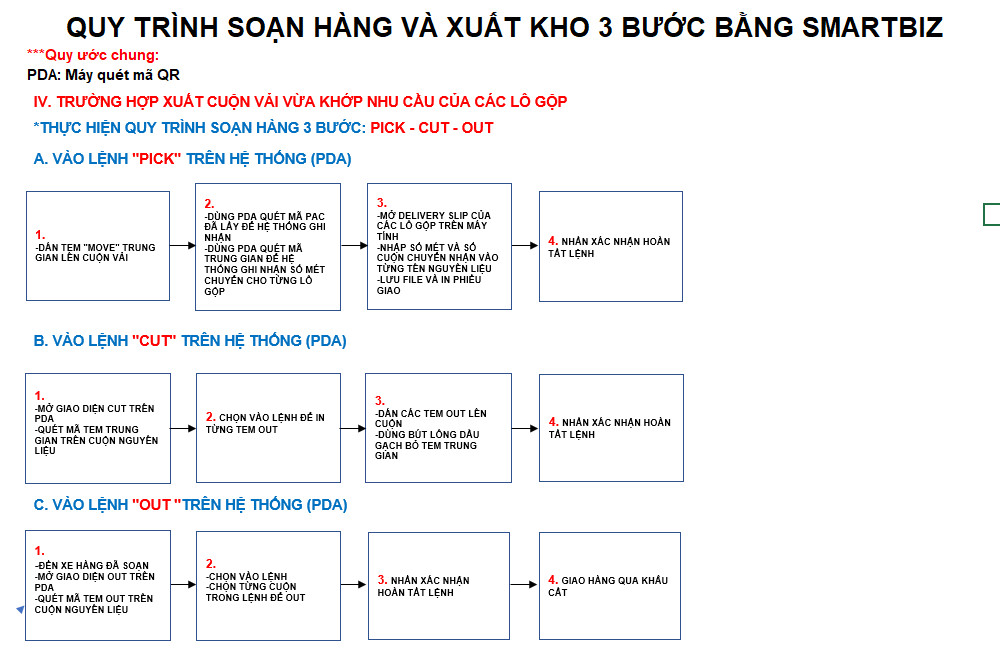 QUY TRÌNH SOẠN HÀNG VÀ XUẤT KHO 3 BƯỚC BẰNG SMARTBIZ
***Quy ước chung:
PDA: Máy quét mã QR
IV. TRƯỜNG HỢP XUẤT CUỘN VẢI VỪA KHỚP NHU CẦU CỦA CÁC LÔ GỘP
*THỰC HIỆN QUY TRÌNH SOẠN HÀNG 3 BƯỚC: PICK - CUT - OUT
A. VÀO LỆNH "PICK" TRÊN HỆ THỐNG (PDA)
1.
-DÁN TEM "MOVE" TRUNG
GIAN LÊN CUỘN VẢI
2.
-DÙNG PDA QUÉT MÃ PAC
ĐÃ LẤY ĐỂ HỆ THỐNG GHI
NHẬN
-DÙNG PDA QUÉT MÃ
TRUNG GIAN ĐỂ HỆ
THỐNG GHI NHẬN SỐ MÉT
CHUYỂN CHO TỪNG LÔ
GỘP
3.
-MỞ DELIVERY SLIP CỦA
CÁC LÔ GỘP TRÊN MÁY
TÍNH
-NHẬP SỐ MÉT VÀ SỐ
CUỘN CHUYỂN NHẬN VÀO
TỪNG TÊN NGUYÊN LIỆU
-LƯU FILE VÀ IN PHIẾU
GIAO
4. NHẤN XÁC NHẬN HOÀN
TẤT LỆNH
B. VÀO LỆNH "CUT" TRÊN HỆ THỐNG (PDA)
1.
-MỞ GIAO DIỆN CUT TRÊN
PDA
-QUÉT MÃ TEM TRUNG
GIAN TRÊN CUỘN NGUYÊN
LIỆU
2. CHỌN VÀO LỆNH ĐỂ IN
TỪNG TEM OUT
3.
-DÁN CÁC TEM OUT LÊN
CUỘN
-DÙNG BÚT LÔNG DẦU
GẠCH BỎ TEM TRUNG
GIAN
4. NHẤN XÁC NHẬN HOÀN
TẤT LỆNH
C. VÀO LỆNH "OUT "TRÊN HỆ THỐNG (PDA)
1.
-ĐẾN XE HÀNG ĐÃ SOẠN
-MỞ GIAO DIỆN OUT TRÊN
PDA
-QUÉT MÃ TEM OUT TRÊN
CUỘN NGUYÊN LIỆU
2.
-CHỌN VÀO LỆNH
-CHỌN TỪNG CUỘN
TRONG LỆNH ĐỂ OUT
3. NHẤN XÁC NHẬN
HOÀN TẤT LỆNH
4. GIAO HÀNG QUA KHẤU
CẮT